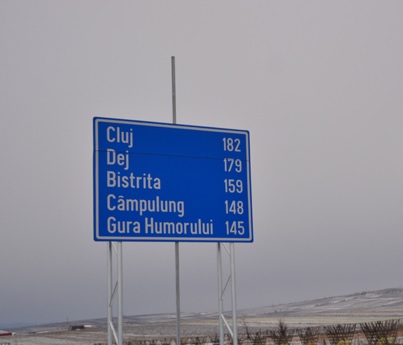 Cluj 182
Dej 179
Bistrita 159
Câmpulung 148
Gura Humorului 145